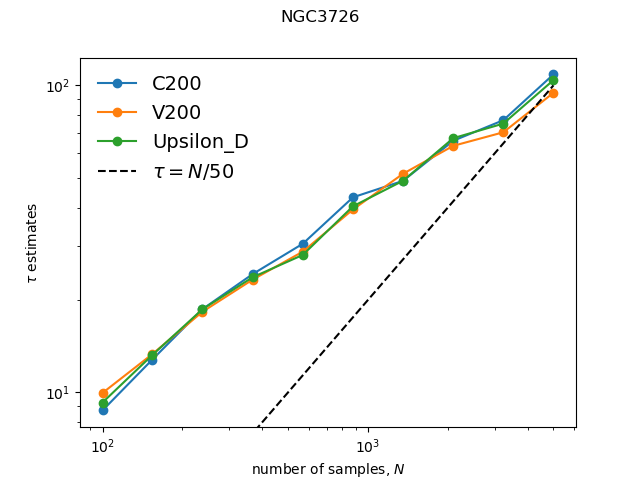 NGC3726
C200
V200
Upsilon_D
τ = N/50
10²
10¹
τ estimates
10²
10³
number of samples, N